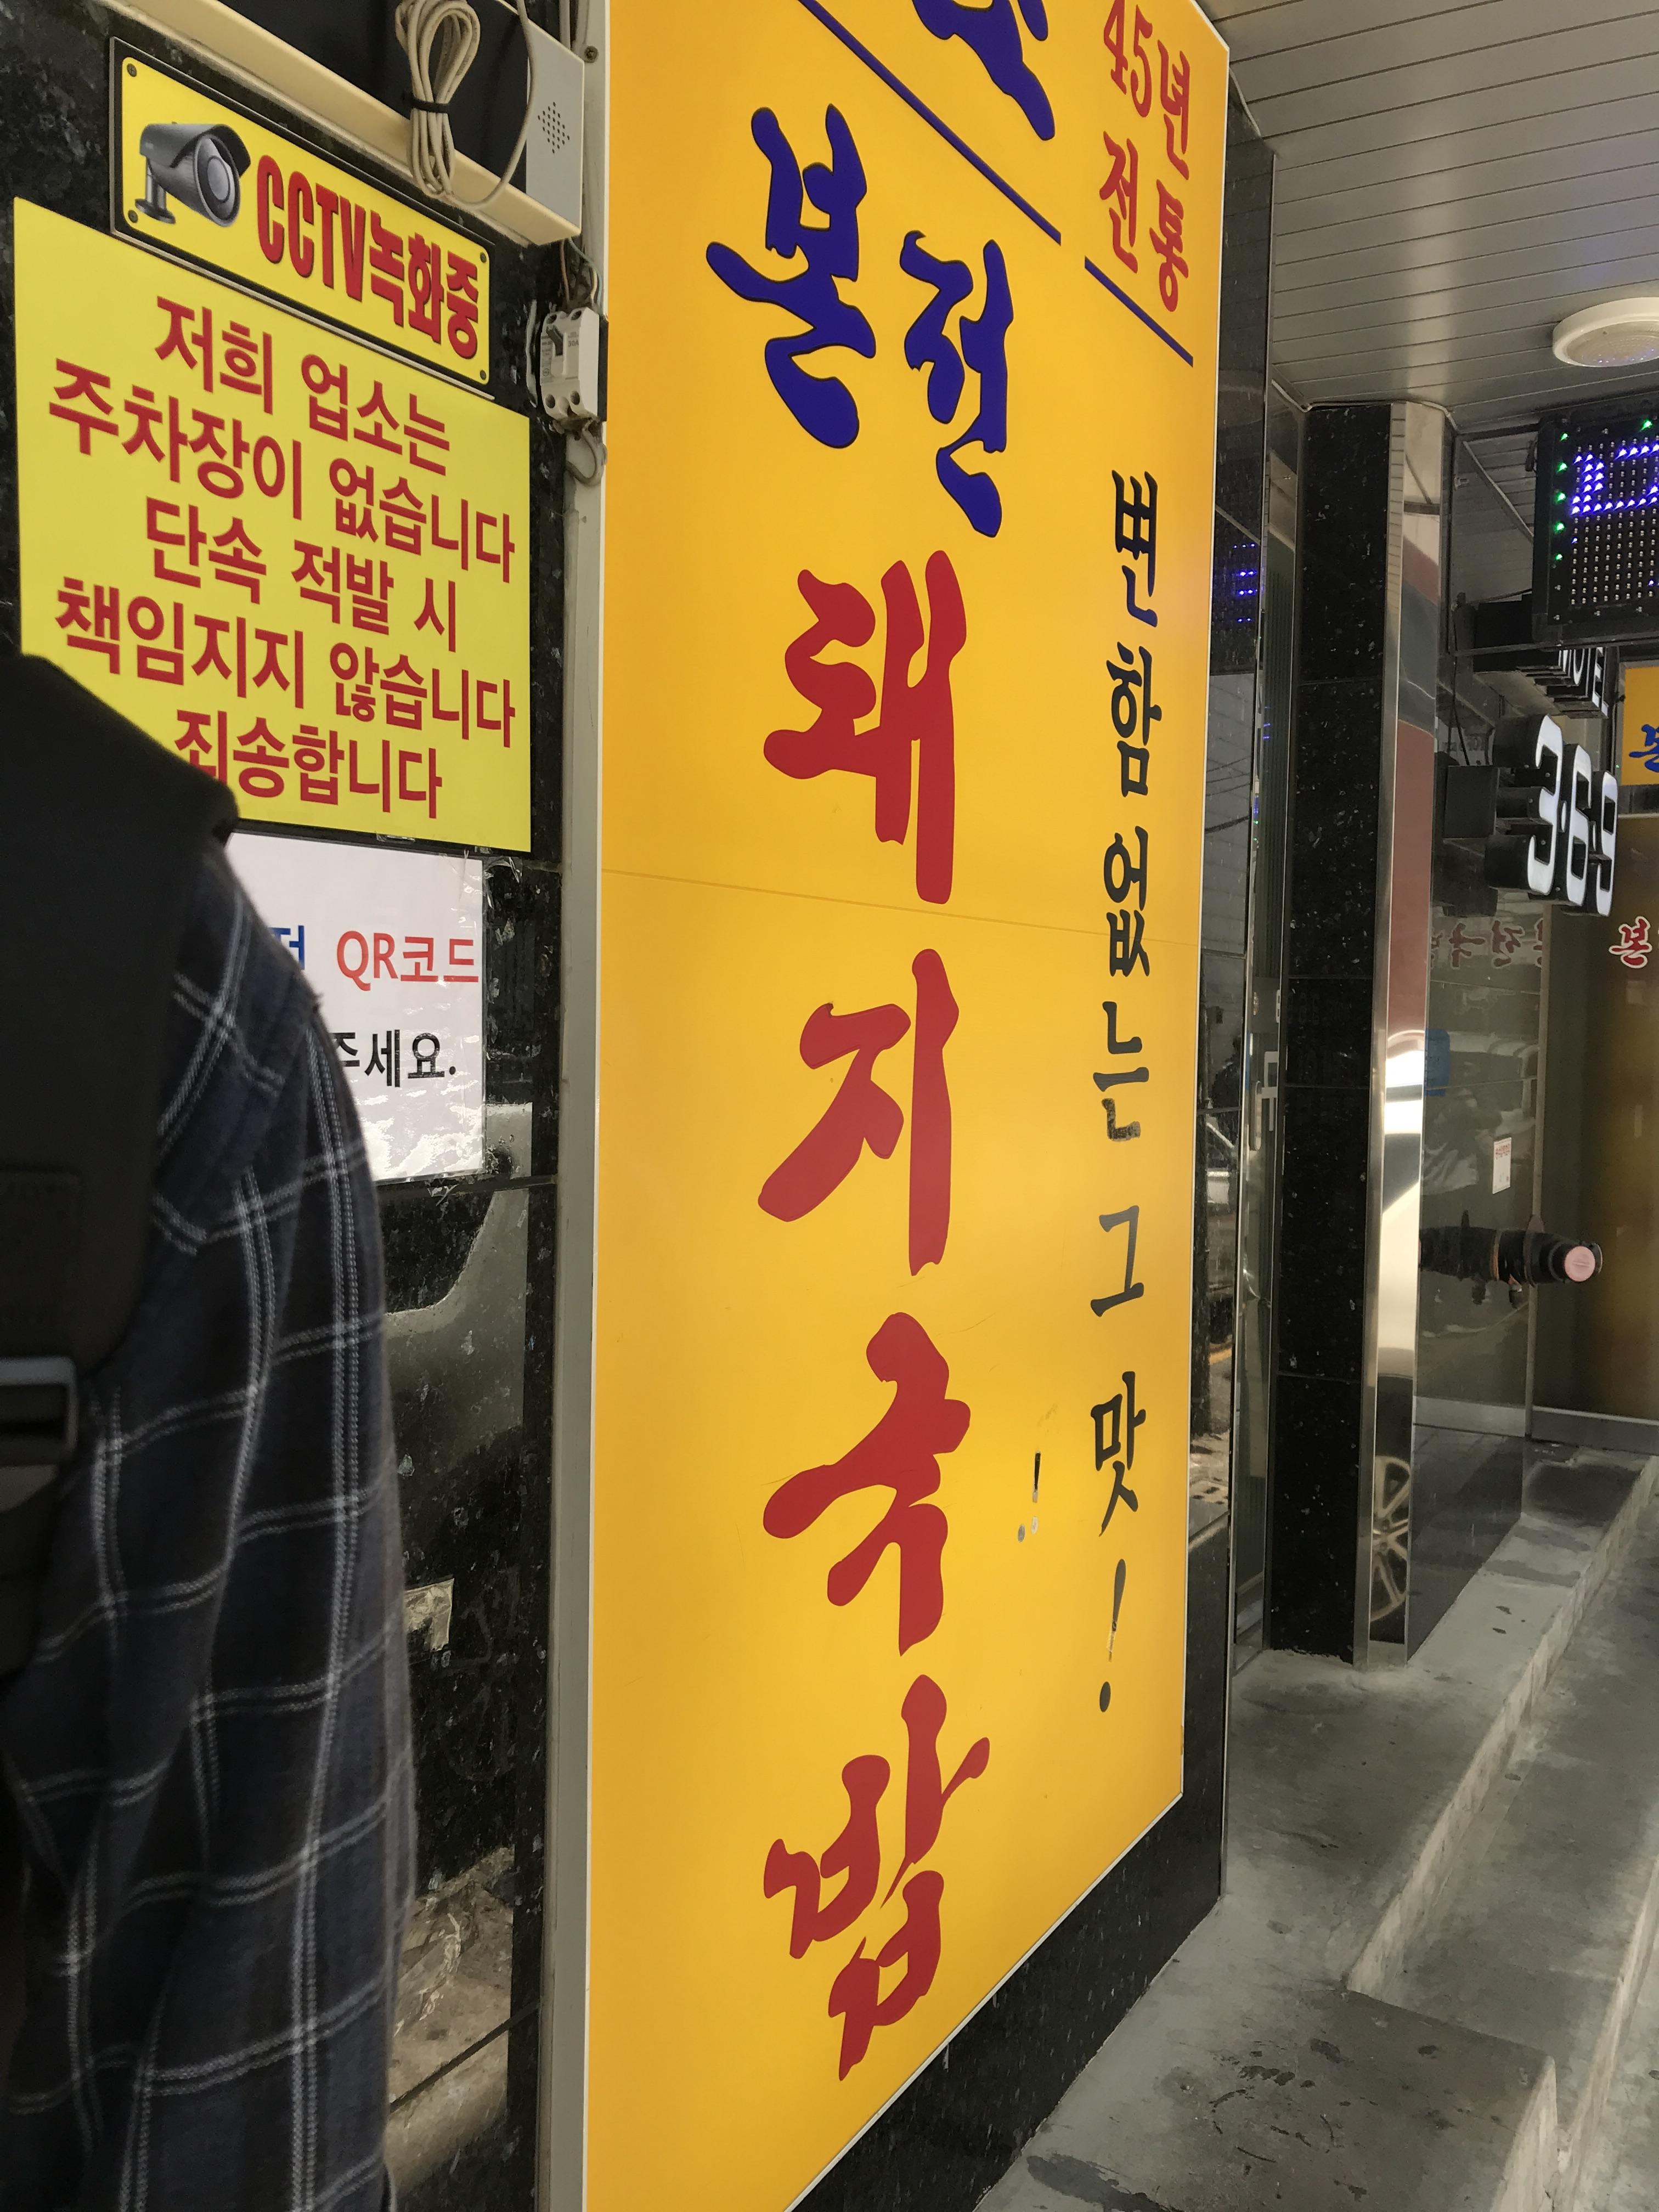 CCTV녹화중
저희 업소는
주차장이 없습니다
단속 적발 시
책임지지 않습니다
죄송합니다
QR코드
주세요.
45년
전통
본전
돼지국밥
변함없는 그 맛!
MOTEL
369
본